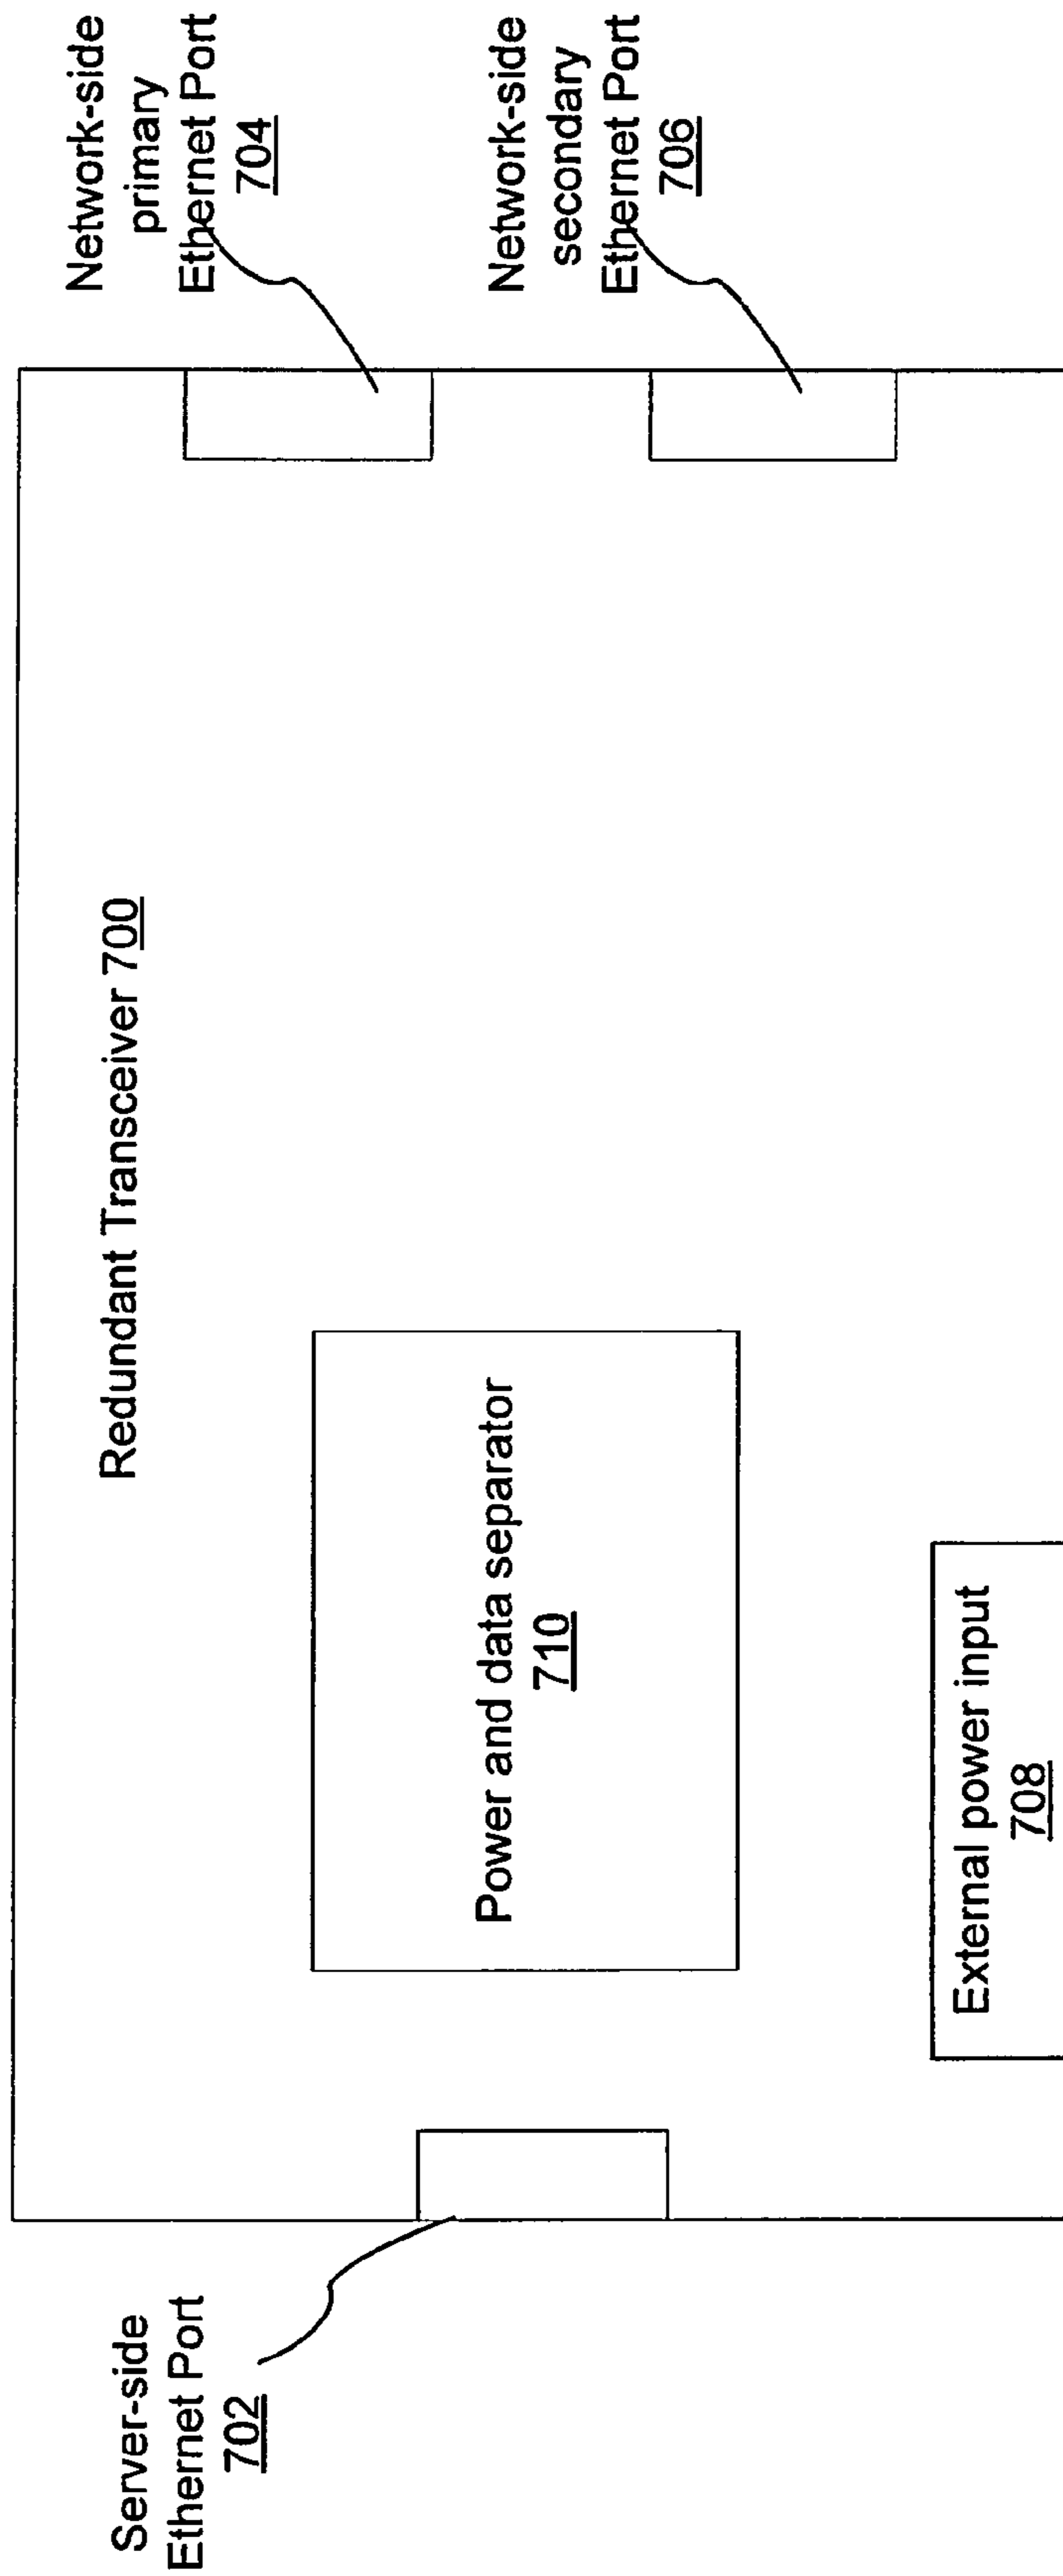 Redundant Transceiver 700
Server-side
Ethernet Port
702
Power and data separator
710
External power input
708
Network-side
primary
Ethernet Port
704
Network-side
secondary
Ethernet Port
706